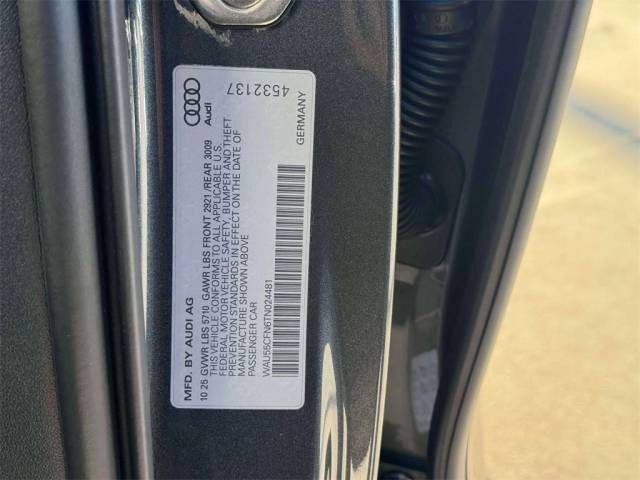 MFD. BY AUDI AG
10 25 GVWR LBS 5710 GAWR LBS FRONT 2921 /REAR 3009
THIS VEHICLE CONFORMS TO ALL APPLICABLE U.S.
FEDERAL MOTOR VEHICLE SAFETY, BUMPER AND THEFT
PREVENTION STANDARDS IN EFFECT ON THE DATE OF
MANUFACTURE SHOWN ABOVE
PASSENGER CAR
WAU55CFN6TN024481
GERMANY
Audi
4532137